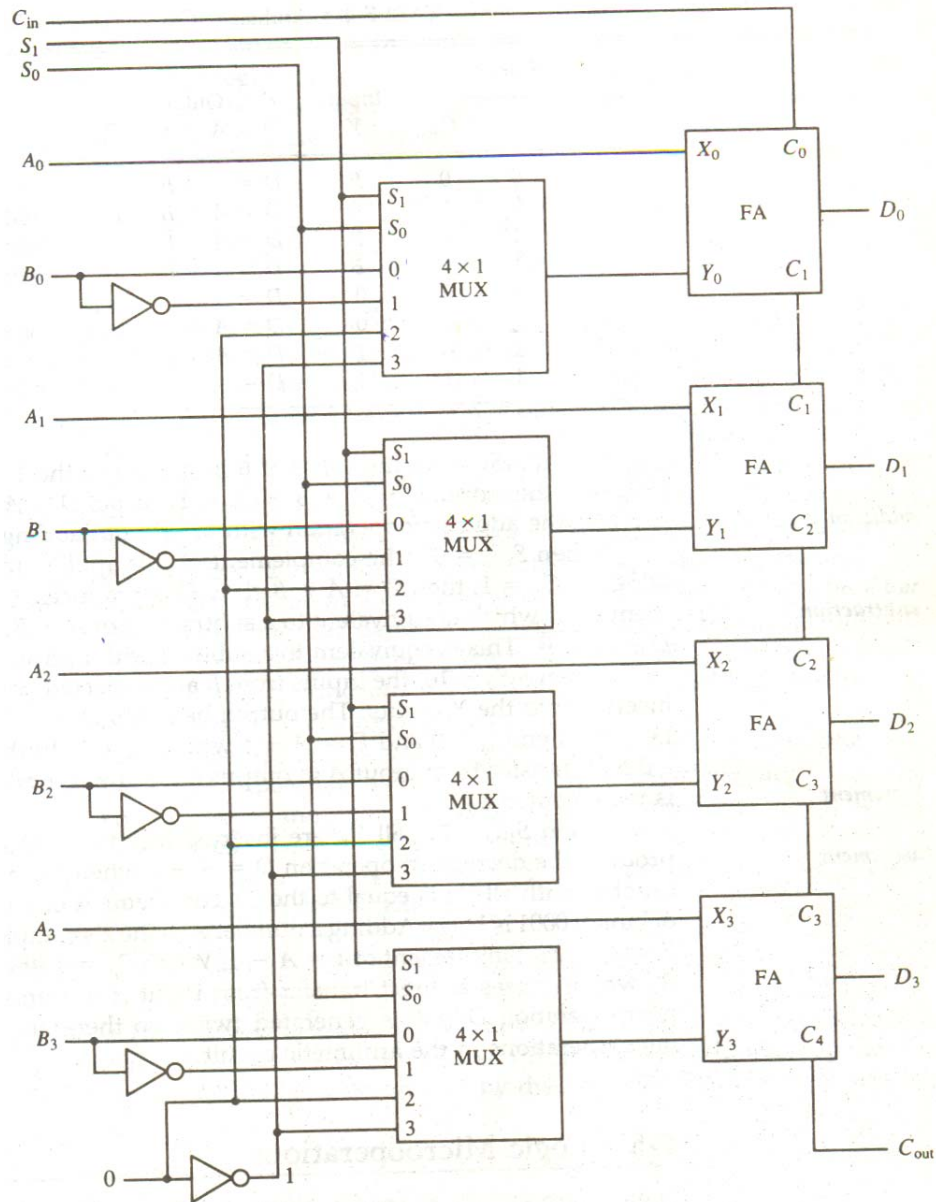 C_in
S_1
S_0
A_0
X_0 C_0
S_1
S_0
FA
D_0
B_0
0
4 × 1
MUX
Y_0 C_1
1
2
3
A_1
X_1 C_1
S_1
S_0
FA
D_1
B_1
0
4 × 1
MUX
Y_1 C_2
1
2
3
A_2
X_2 C_2
S_1
S_0
FA
D_2
B_2
0
4 × 1
MUX
Y_2 C_3
1
2
3
A_3
X_3 C_3
S_1
S_0
FA
D_3
B_3
0
4 × 1
MUX
Y_3 C_4
1
2
3
C_out
0
1